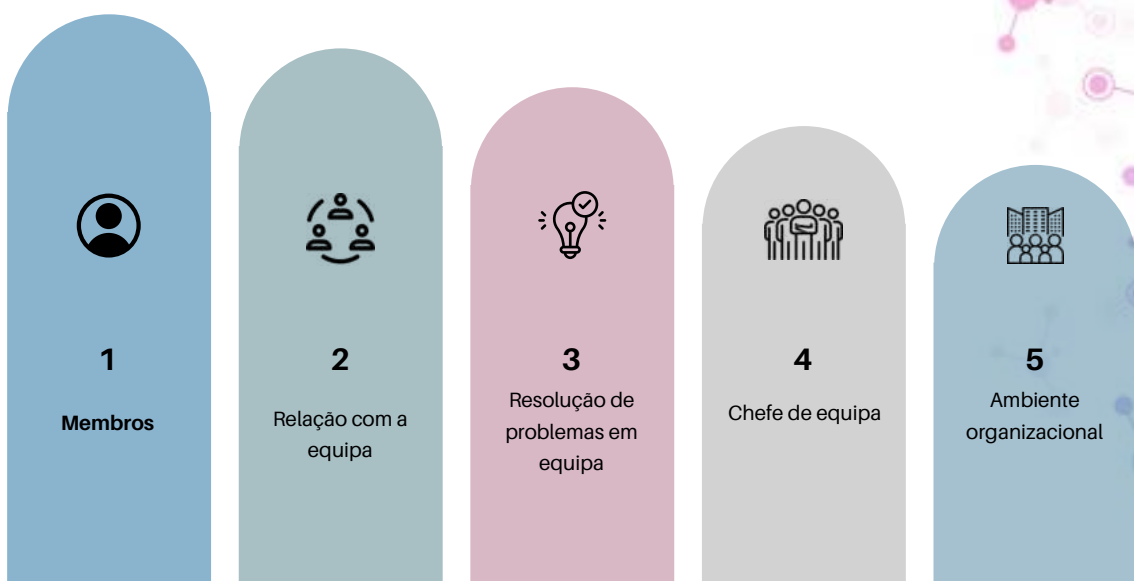 1
Membros
2
Relação com a
equipa
3
Resolução de
problemas em
equipa
4
Chefe de equipa
5
Ambiente
organizacional